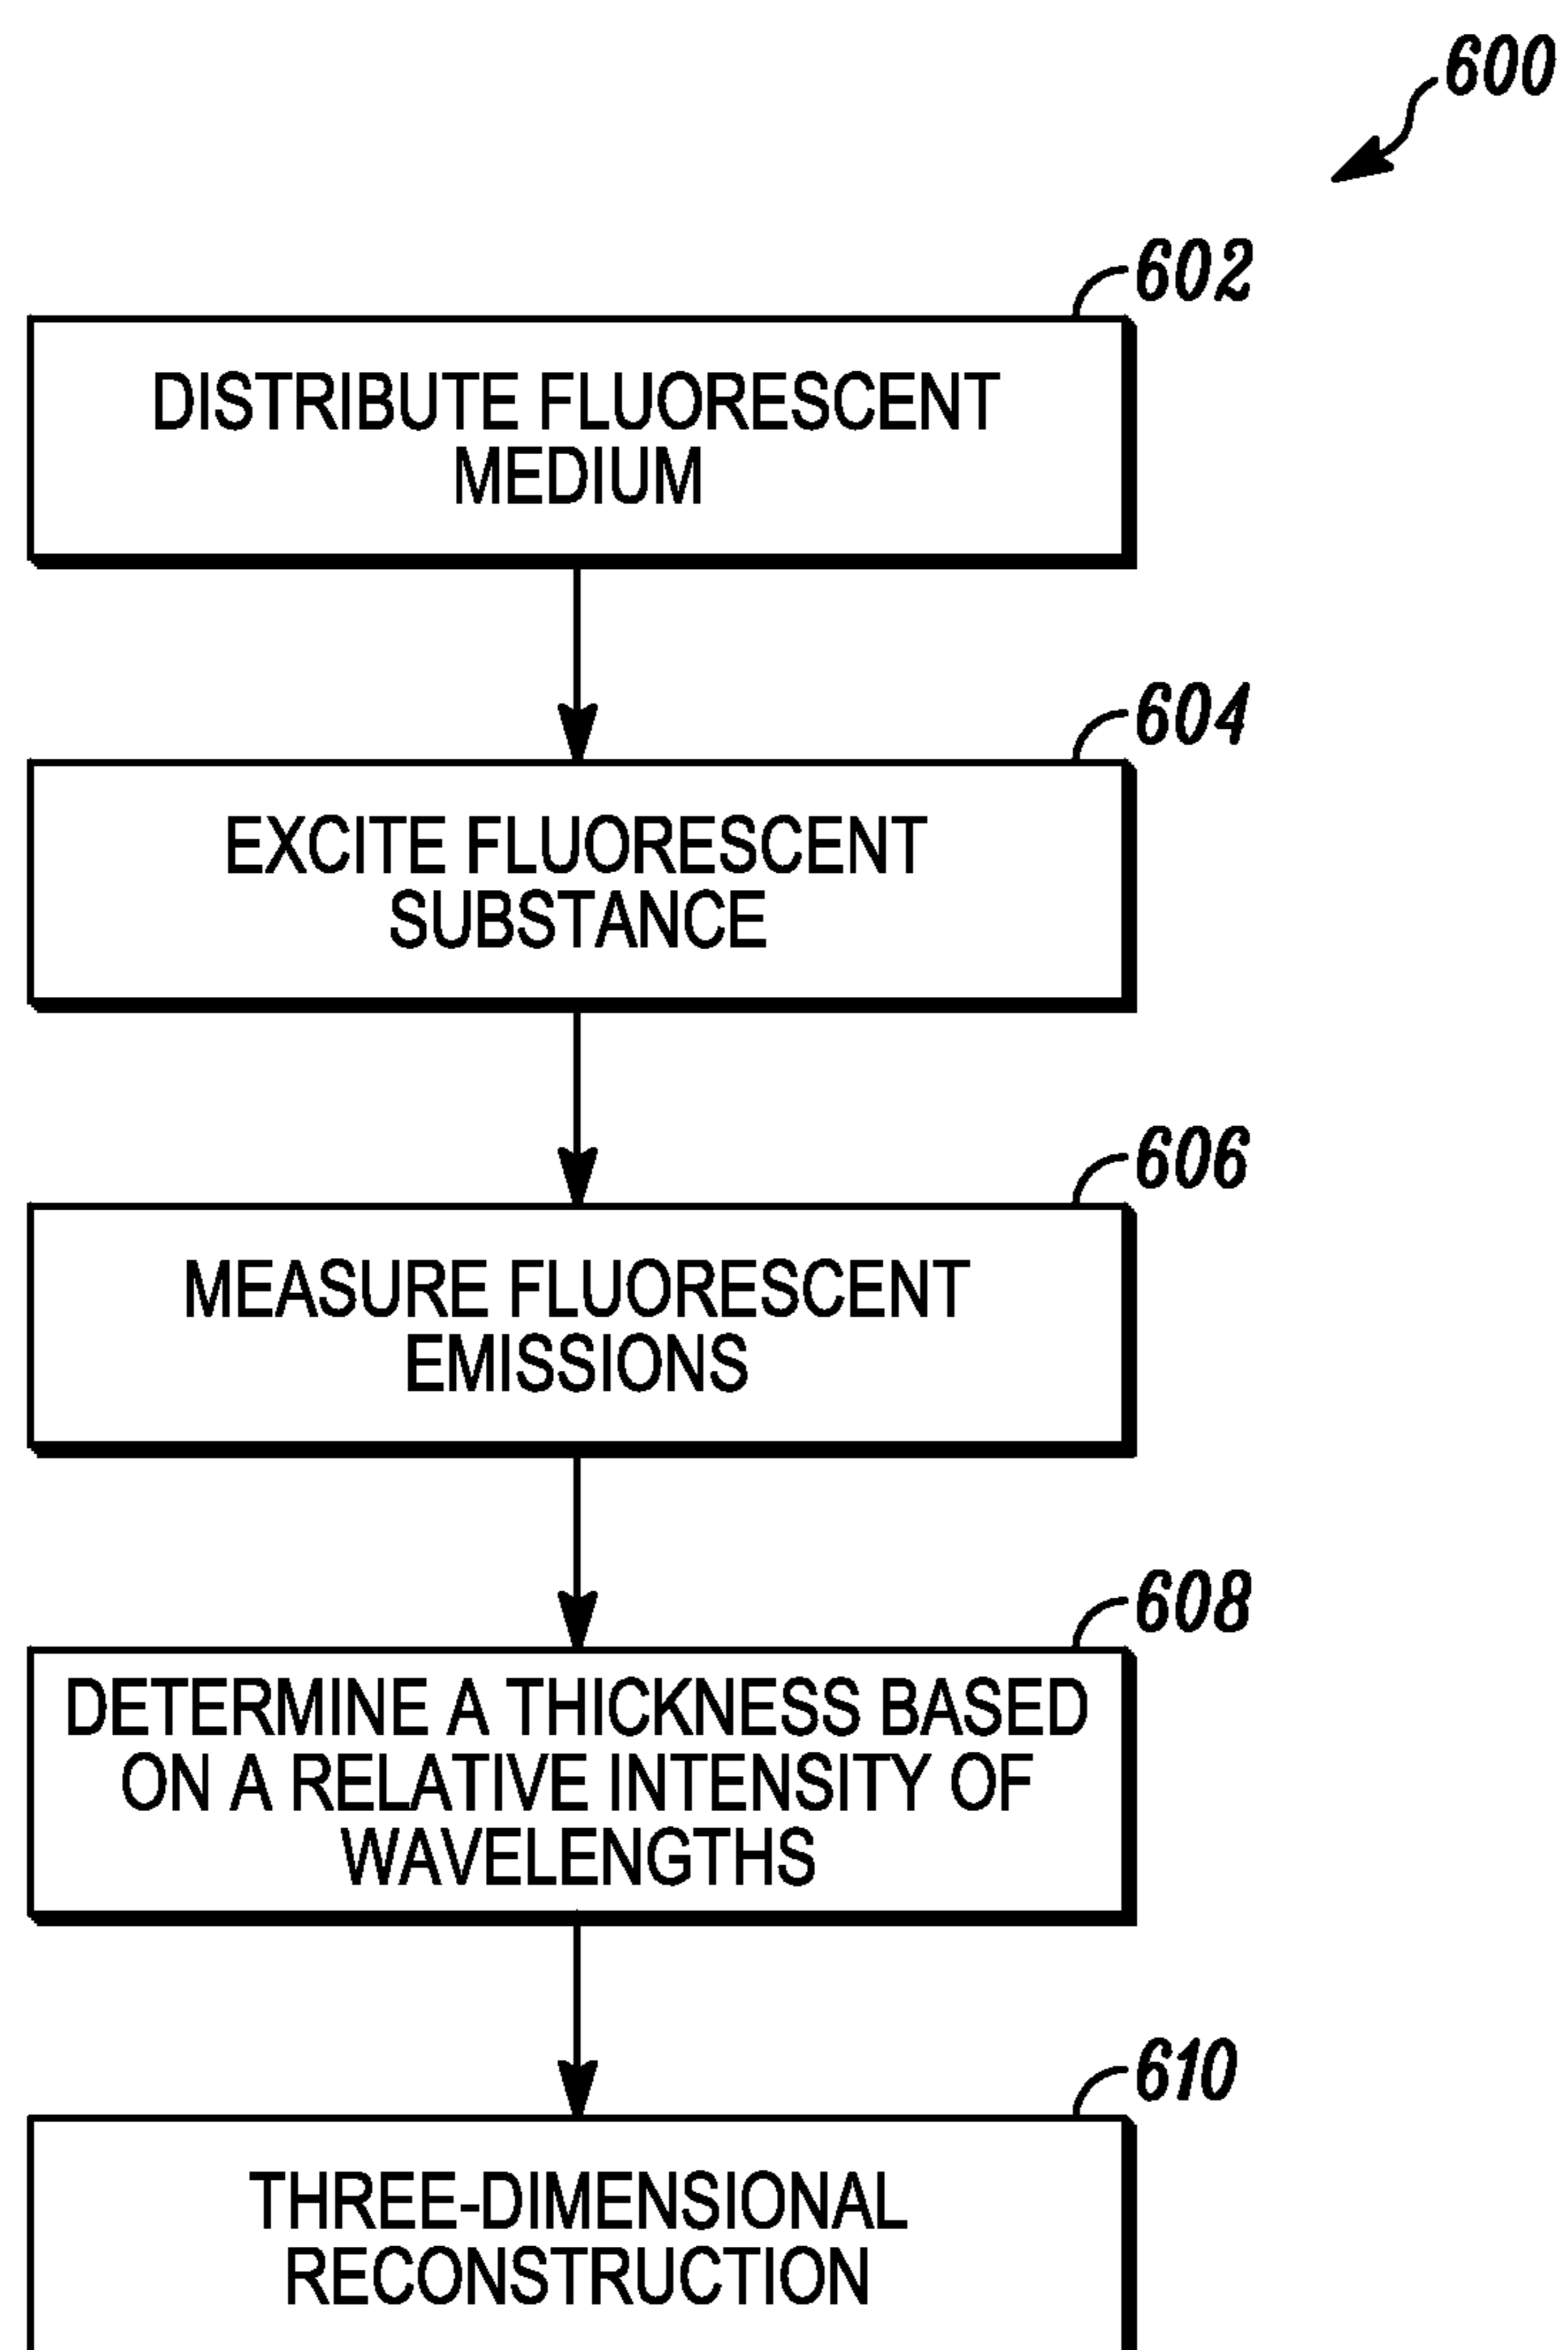 600
602
DISTRIBUTE FLUORESCENT
MEDIUM
604
EXCITE FLUORESCENT
SUBSTANCE
606
MEASURE FLUORESCENT
EMISSIONS
608
DETERMINE A THICKNESS BASED
ON A RELATIVE INTENSITY OF
WAVELENGTHS
610
THREE-DIMENSIONAL
RECONSTRUCTION